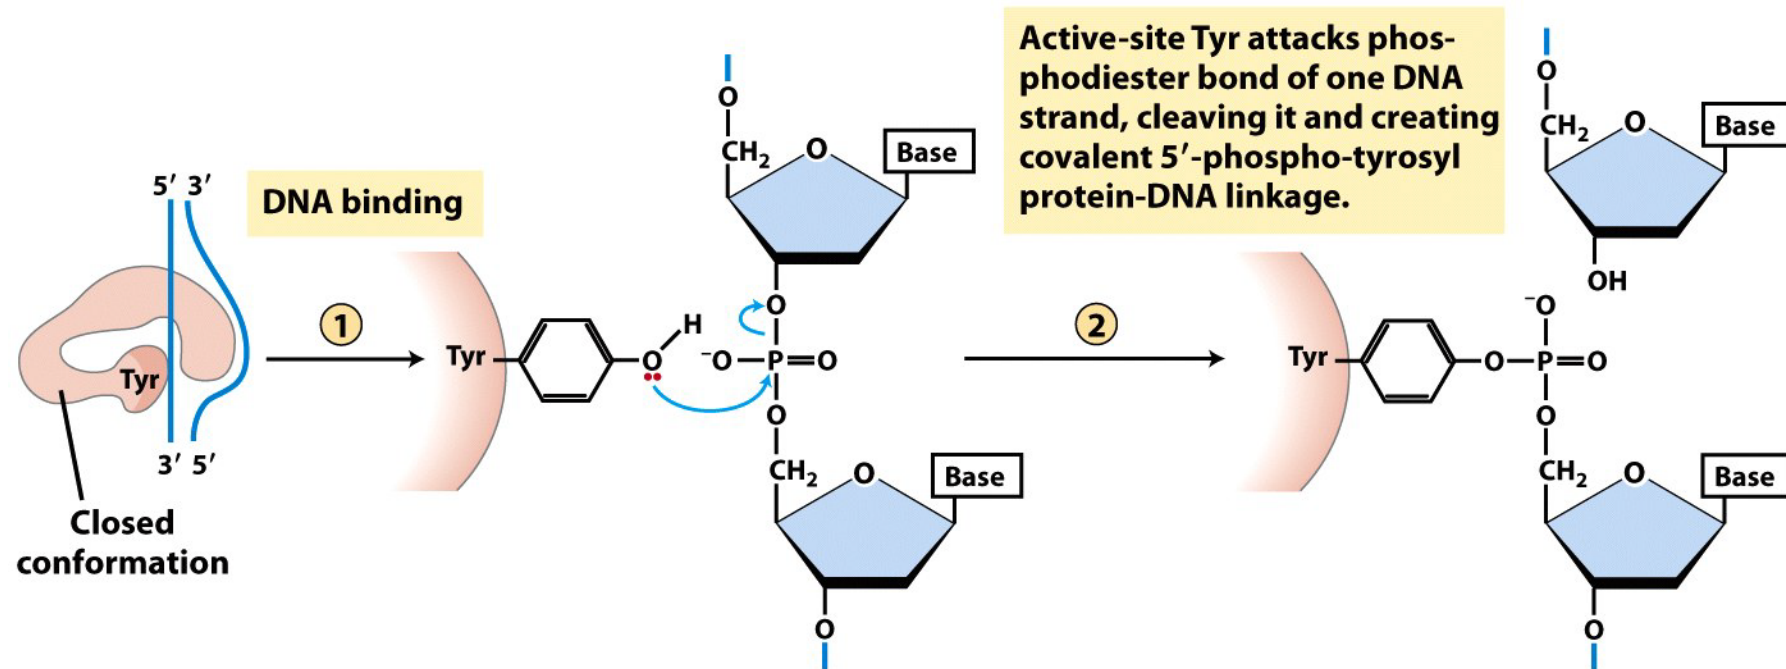 5′ 3′
DNA binding
1
Tyr
3′ 5′
Closed
conformation
O
CH₂
O
Base
O
H
Tyr
O
⁻O
P
O
O
CH₂
O
Base
O
Active-site Tyr attacks phos-
phodiester bond of one DNA
strand, cleaving it and creating
covalent 5′-phospho-tyrosyl
protein-DNA linkage.
2
O
CH₂
O
Base
OH
⁻O
Tyr
O
P
O
O
CH₂
O
Base
O